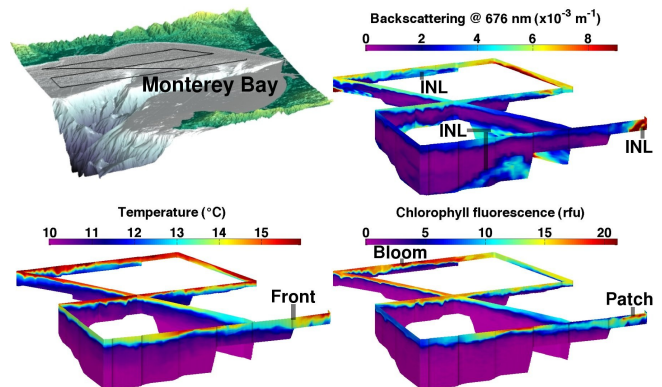 Monterey Bay
Backscattering @ 676 nm (x10⁻³ m⁻¹)
0 2 4 6 8
INL
INL
INL
Temperature (°C)
10 11 12 13 14 15
Front
Chlorophyll fluorescence (rfu)
0 5 10 15 20
Bloom
Patch